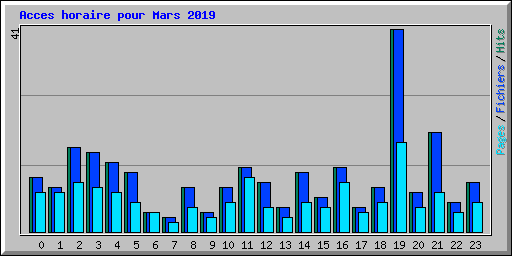 Acces horaire pour Mars 2019
41
Pages / Fichiers / Hits
0 1 2 3 4 5 6 7 8 9 10 11 12 13 14 15 16 17 18 19 20 21 22 23